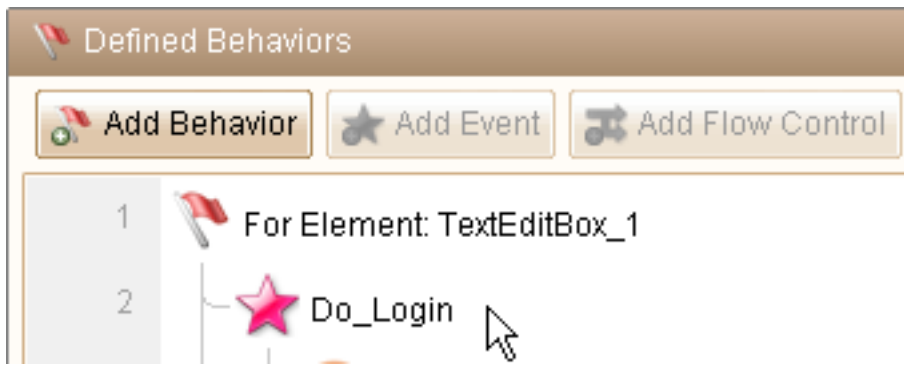 Defined Behaviors
Add Behavior Add Event Add Flow Control
1 For Element: TextEditBox_1
2 Do_Login